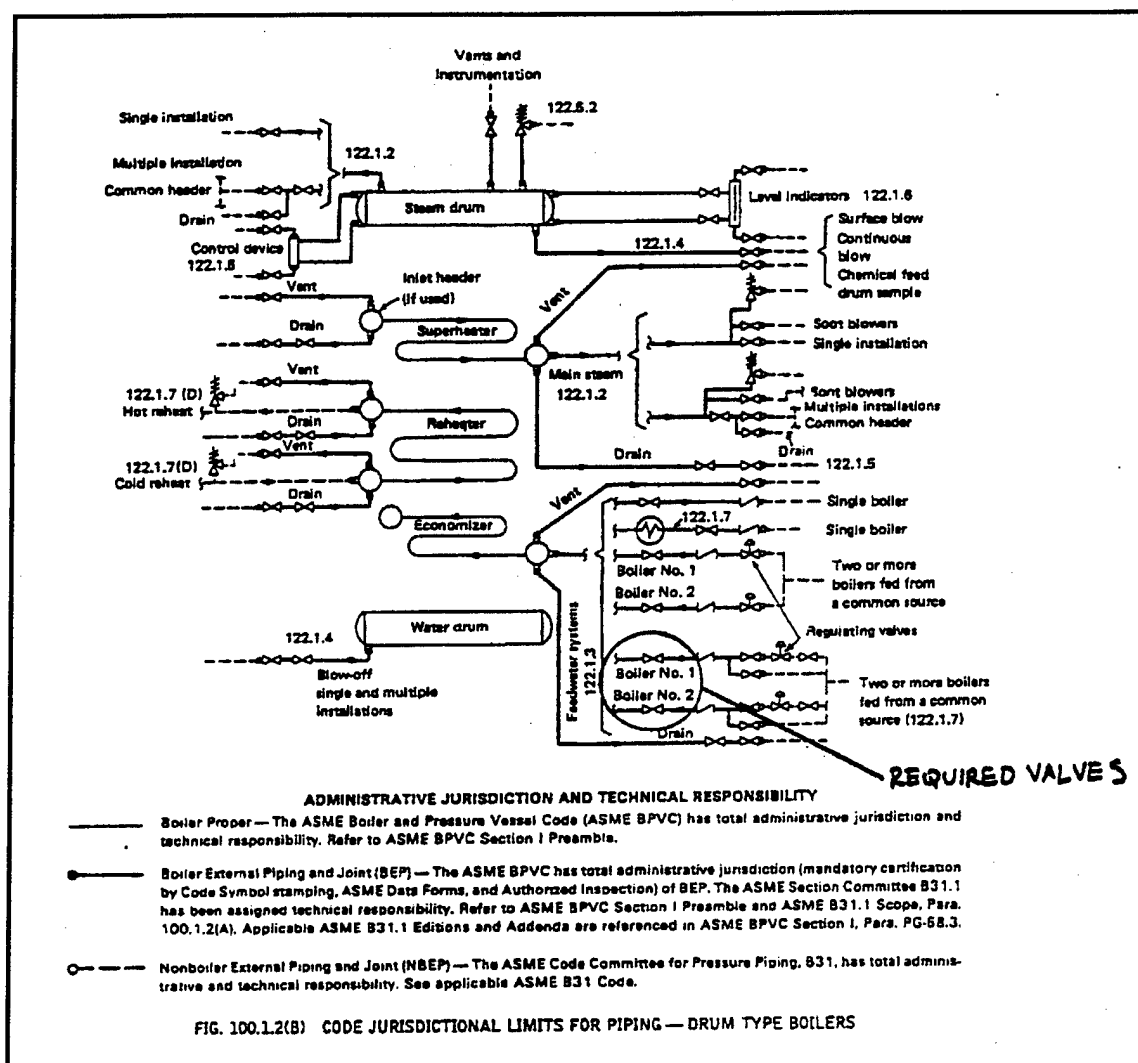 Vents and
Instrumentation
122.6.2
Single installation
122.1.2
Multiple installation
Common header
Drain
Steam drum
Level indicators 122.1.6
Surface blow
Continuous
blow
Chemical feed
drum sample
122.1.4
Control device
122.1.6
Inlet header
(if used)
Vent
Vent
Drain
Superheater
Soot blowers
Single installation
Main steam
122.1.2
122.1.7 (D)
Vent
Hot reheat
Soot blowers
Multiple installations
Common header
Drain
Reheater
Drain
Vent
Drain
122.1.5
122.1.7(D)
Cold reheat
Drain
Vent
Single boiler
Economizer
122.1.7
Single boiler
Boiler No. 1
Boiler No. 2
Two or more
boilers fed from
a common source
Regulating valves
Water drum
122.1.4
Blow-off
single and multiple
installations
Feedwater systems
122.1.3
Boiler No. 1
Boiler No. 2
Two or more boilers
fed from a common
source (122.1.7)
Drain
REQUIRED VALVES
ADMINISTRATIVE JURISDICTION AND TECHNICAL RESPONSIBILITY
Boiler Proper — The ASME Boiler and Pressure Vessel Code (ASME BPVC) has total administrative jurisdiction and
technical responsibility. Refer to ASME BPVC Section I Preamble.
Boiler External Piping and Joint (BEP) — The ASME BPVC has total administrative jurisdiction (mandatory certification
by Code Symbol stamping, ASME Data Forms, and Authorized Inspection) of BEP. The ASME Section Committee B31.1
has been assigned technical responsibility. Refer to ASME BPVC Section I Preamble and ASME B31.1 Scope, Para.
100.1.2(A). Applicable ASME B31.1 Editions and Addenda are referenced in ASME BPVC Section I, Para. PG-58.3.
Nonboiler External Piping and Joint (NBEP) — The ASME Code Committee for Pressure Piping, B31, has total adminis-
trative and technical responsibility. See applicable ASME B31 Code.
FIG. 100.1.2(B) CODE JURISDICTIONAL LIMITS FOR PIPING — DRUM TYPE BOILERS